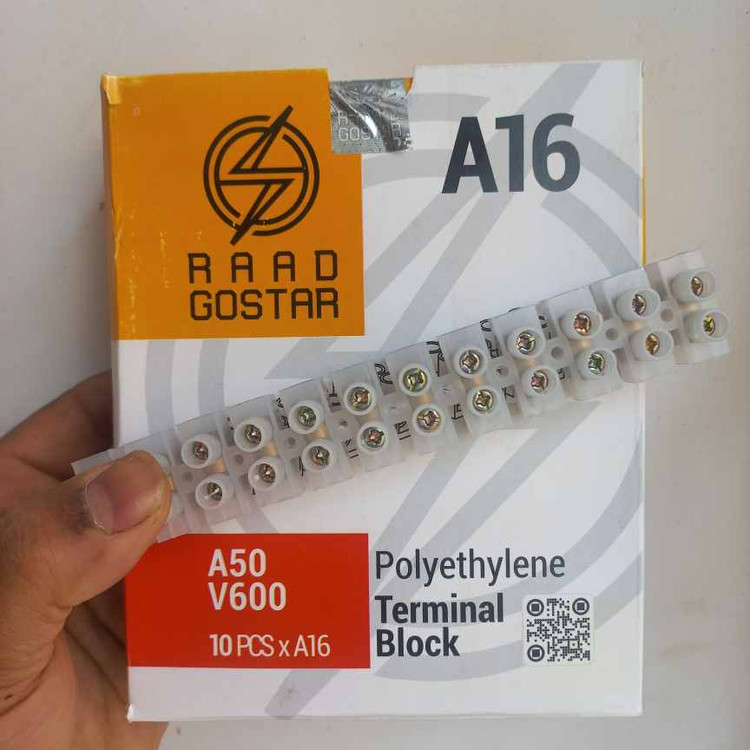 A16
RAAD
GOSTAR
A50
V600
10 PCS x A16
Polyethylene
Terminal
Block